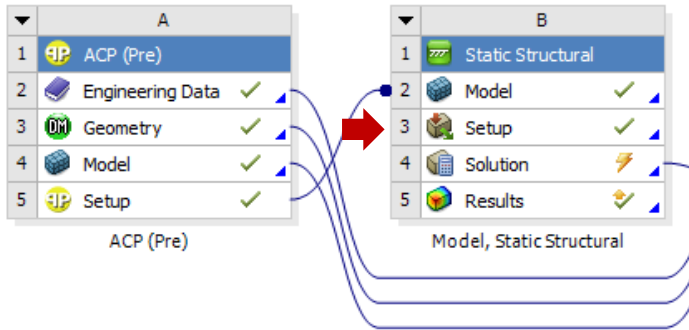 A
1 ACP (Pre)
2 Engineering Data
3 DM Geometry
4 Model
5 Setup
ACP (Pre)
B
1 Static Structural
2 Model
3 Setup
4 Solution
5 Results
Model, Static Structural